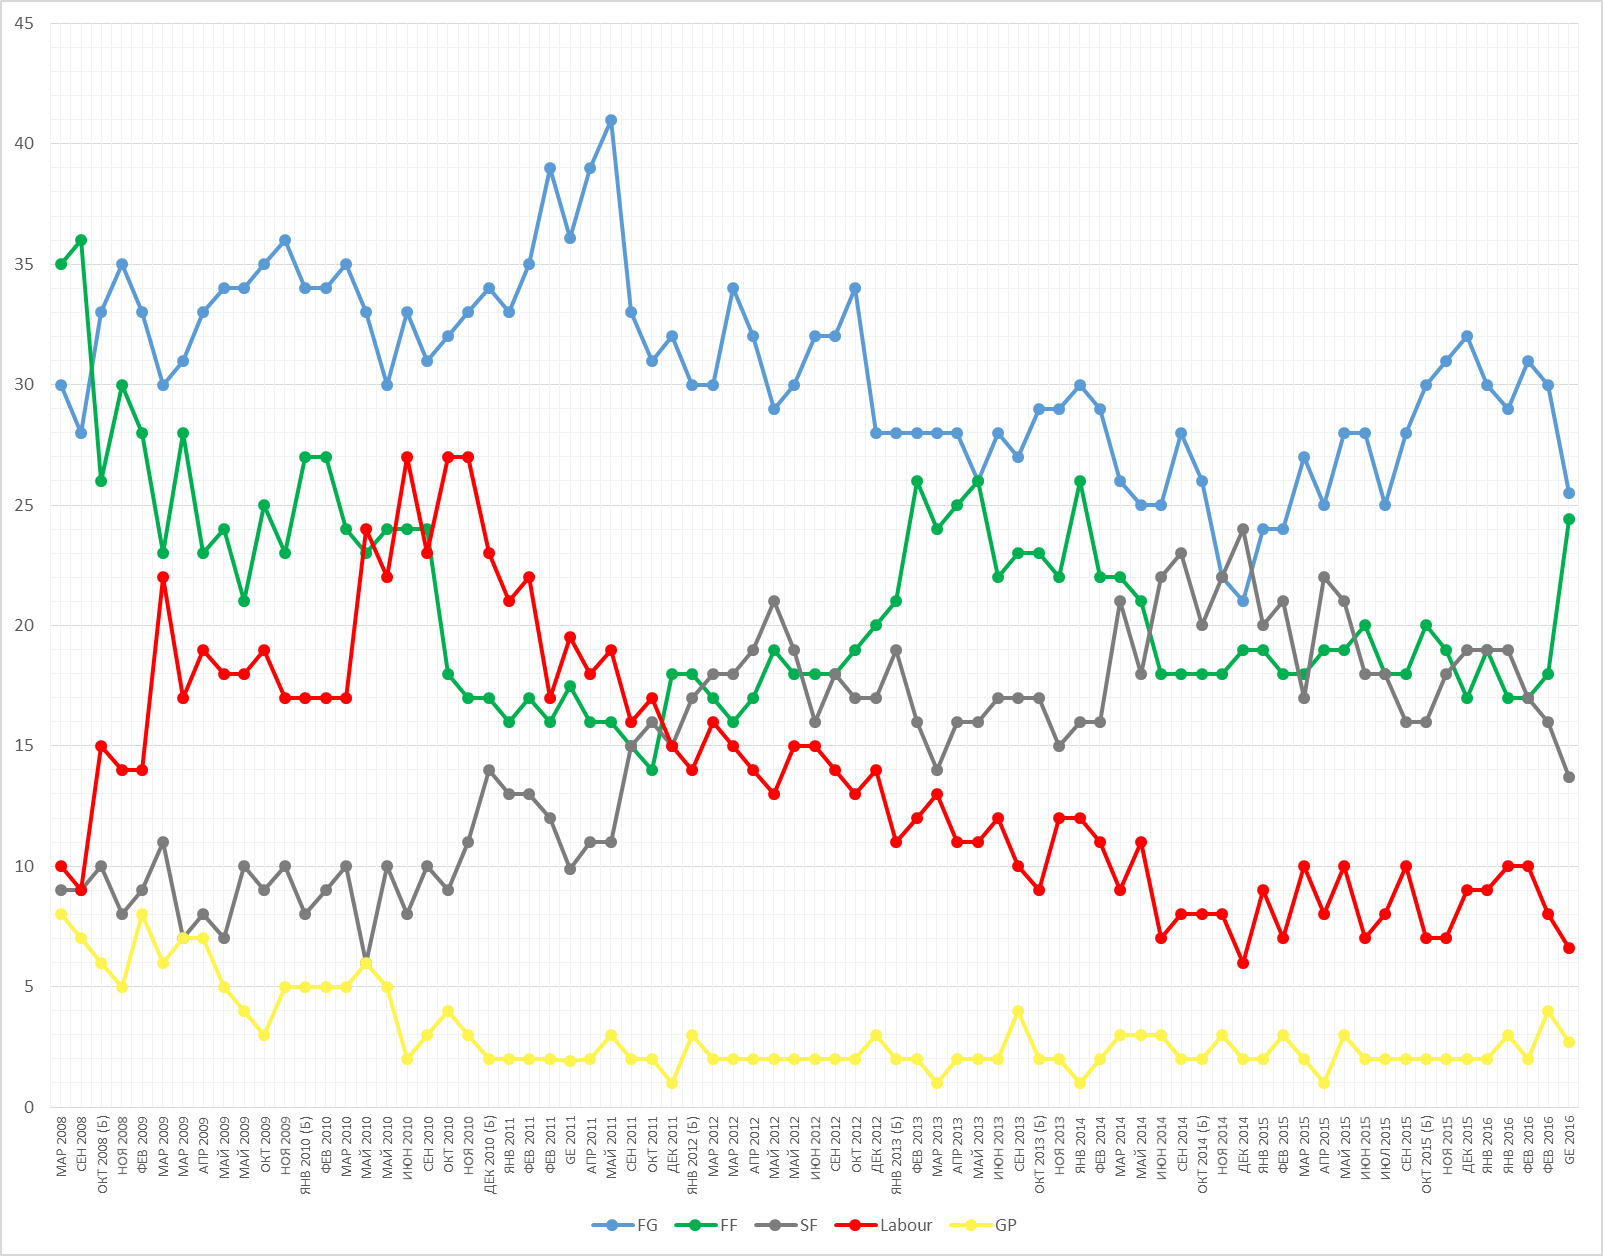 45
40
35
30
25
20
15
10
5
0
МАР 2008
СЕН 2008
ОКТ 2008 (Б)
НОЯ 2008
ФЕВ 2009
МАР 2009
МАР 2009
АПР 2009
МАЙ 2009
МАЙ 2009
ОКТ 2009
НОЯ 2009
ЯНВ 2010 (Б)
ФЕВ 2010
МАР 2010
МАЙ 2010
МАЙ 2010
ИЮН 2010
СЕН 2010
ОКТ 2010
НОЯ 2010
ДЕК 2010 (Б)
ЯНВ 2011
ФЕВ 2011
ФЕВ 2011
GE 2011
АПР 2011
МАЙ 2011
СЕН 2011
ОКТ 2011
ДЕК 2011
ЯНВ 2012 (Б)
МАР 2012
МАР 2012
АПР 2012
МАЙ 2012
МАЙ 2012
ИЮН 2012
СЕН 2012
ОКТ 2012
ДЕК 2012
ЯНВ 2013 (Б)
ФЕВ 2013
МАР 2013
АПР 2013
МАЙ 2013
ИЮН 2013
СЕН 2013
ОКТ 2013 (Б)
НОЯ 2013
ЯНВ 2014
ФЕВ 2014
МАР 2014
МАЙ 2014
ИЮН 2014
СЕН 2014
ОКТ 2014 (Б)
НОЯ 2014
ДЕК 2014
ЯНВ 2015
ФЕВ 2015
МАР 2015
АПР 2015
МАЙ 2015
ИЮН 2015
ИЮЛ 2015
СЕН 2015
ОКТ 2015 (Б)
НОЯ 2015
ДЕК 2015
ЯНВ 2016
ЯНВ 2016
ФЕВ 2016
ФЕВ 2016
GE 2016
FG FF SF Labour GP